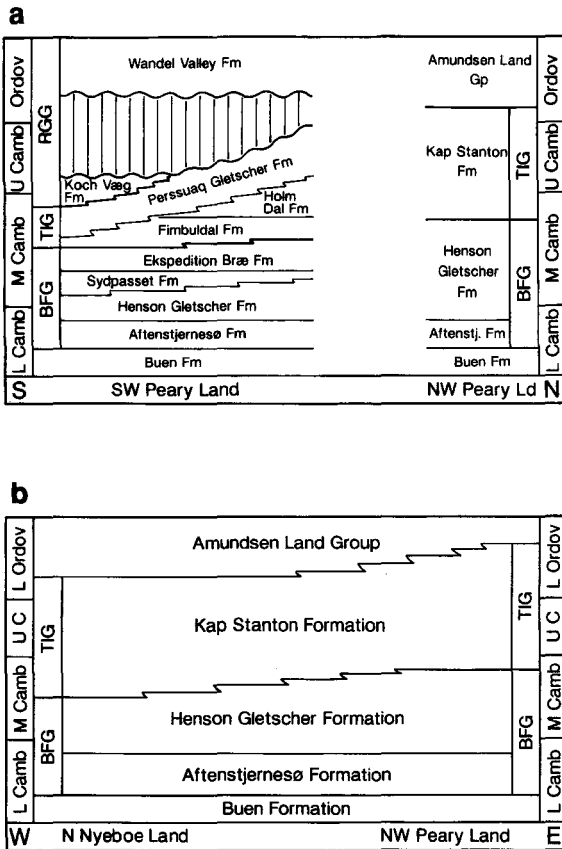 a
Ordov
U Camb
M Camb
L Camb
RGG
TIG
BFG
Wandel Valley Fm
Koch Væg
Fm
Perssuaq Gletscher Fm
Holm
Dal Fm
Fimbuldal Fm
Ekspedition Bræ Fm
Sydpasset Fm
Henson Gletscher Fm
Aftenstjernesø Fm
Buen Fm
Amundsen Land
Gp
Kap Stanton
Fm
Henson
Gletscher
Fm
Aftenstj. Fm
Buen Fm
TIG
BFG
Ordov
U Camb
M Camb
L Camb
S
SW Peary Land
NW Peary Ld
N
b
L Ordov
U C
M Camb
L Camb
TIG
BFG
Amundsen Land Group
Kap Stanton Formation
Henson Gletscher Formation
Aftenstjernesø Formation
Buen Formation
TIG
BFG
L Ordov
U C
M Camb
L Camb
W
N Nyeboe Land
NW Peary Land
E